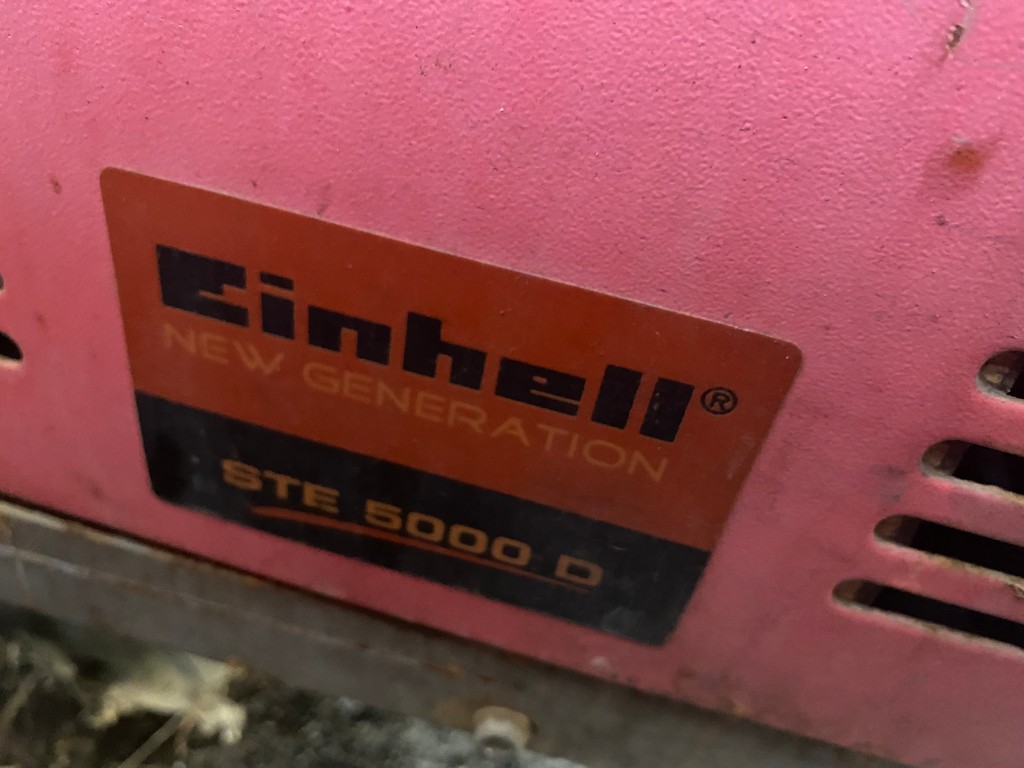 Einhell®
NEW GENERATION
STE 5000 D